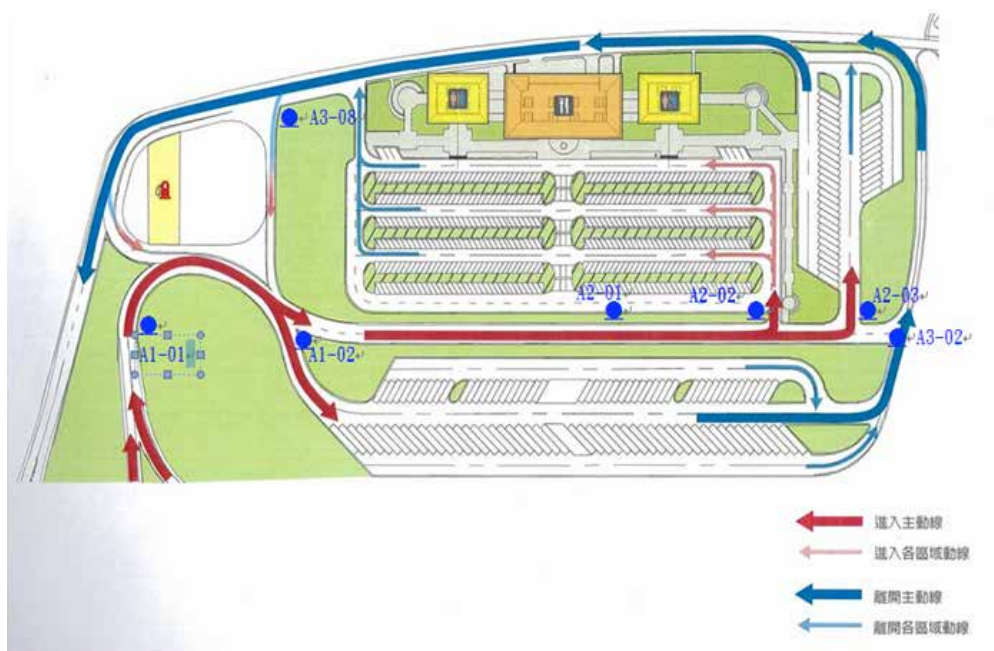 A3-08
A2-01
A2-02
A2-03
A1-01
A1-02
A3-02
進入主動線
進入各區域動線
離開主動線
離開各區域動線